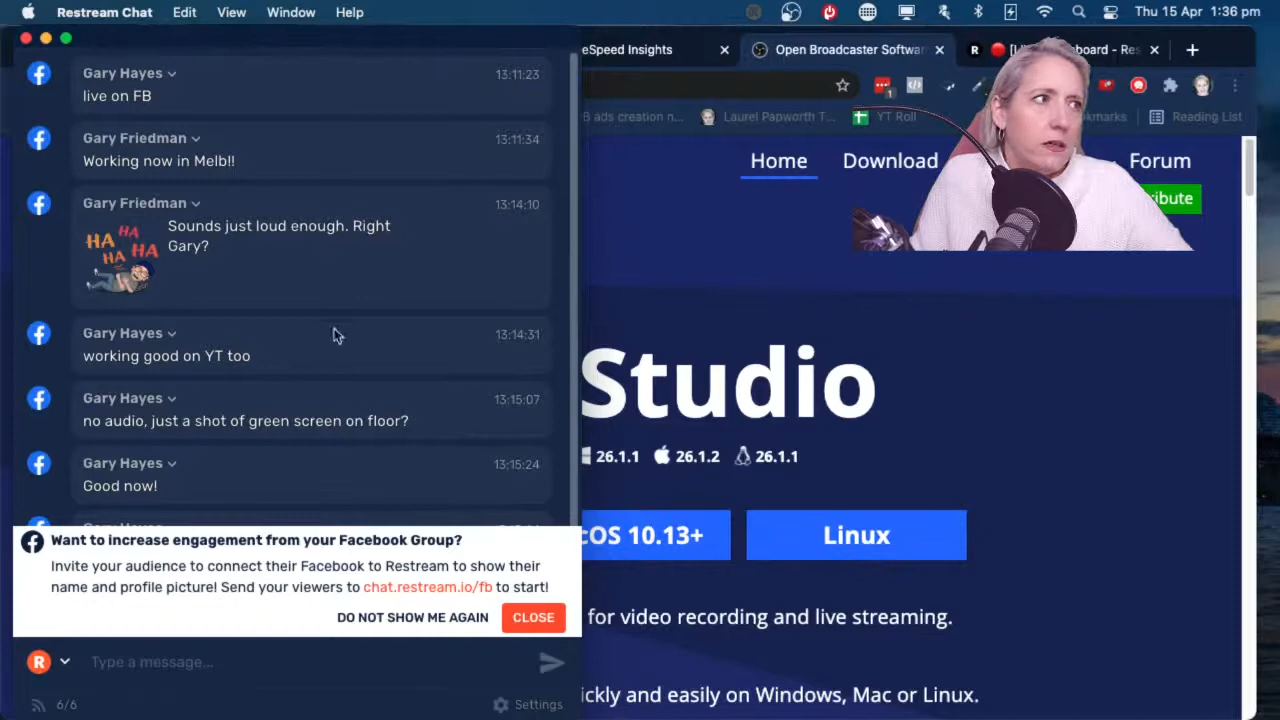 Restream Chat Edit View Window Help
Thu 15 Apr 1:36 pm
Gary Hayes 13:11:23
live on FB
Gary Friedman 13:11:34
Working now in Melb!!
Gary Friedman 13:14:10
HA HA HA HA
Sounds just loud enough. Right
Gary?
Gary Hayes 13:14:31
working good on YT too
Gary Hayes 13:15:07
no audio, just a shot of green screen on floor?
Gary Hayes 13:15:24
Good now!
Want to increase engagement from your Facebook Group?
Invite your audience to connect their Facebook to Restream to show their
name and profile picture! Send your viewers to chat.restream.io/fb to start!
DO NOT SHOW ME AGAIN CLOSE
R Type a message...
6/6 Settings
eSpeed Insights Open Broadcaster Softwar R
board - Res
1
B ads creation n... Laurel Papworth T... YT Roll
kmarks Reading List
Home Download Forum
ribute
Studio
26.1.1 26.1.2 26.1.1
cOS 10.13+ Linux
for video recording and live streaming.
ickly and easily on Windows, Mac or Linux.